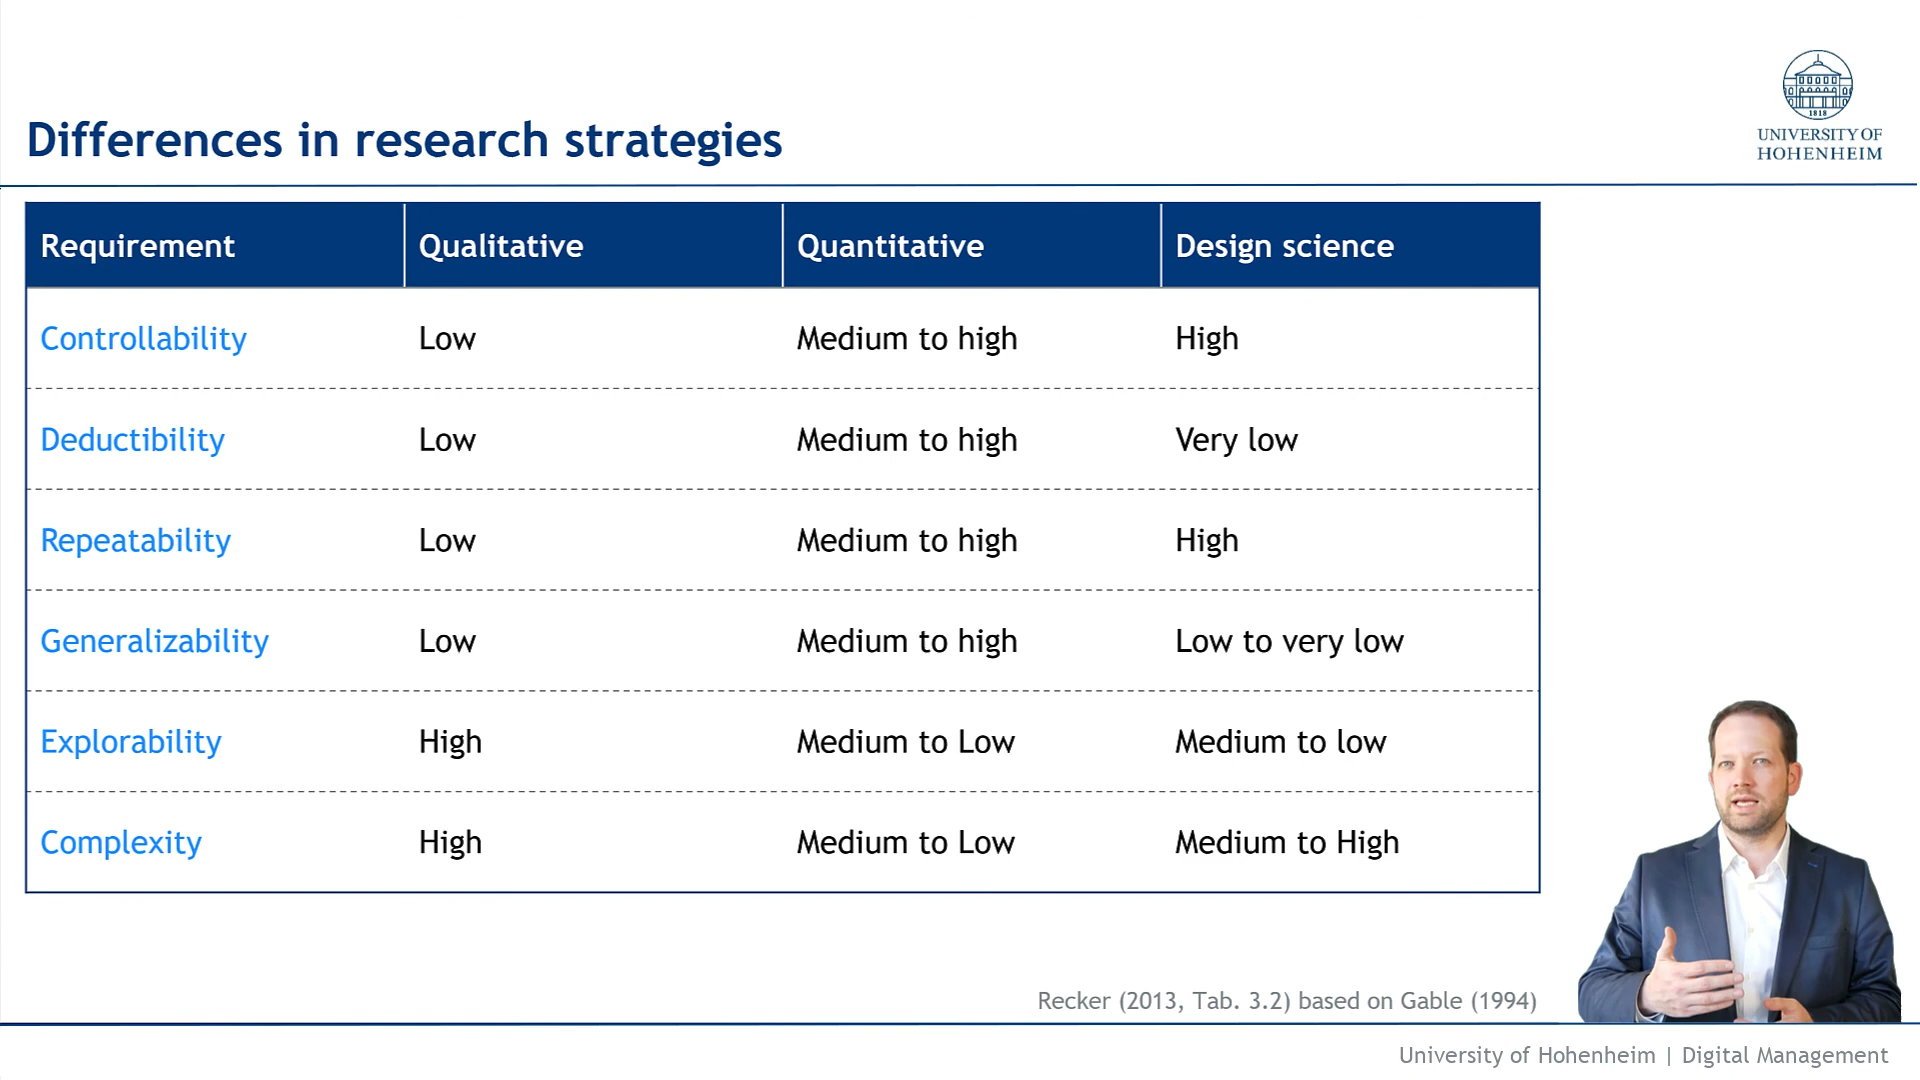 1818
UNIVERSITY OF
HOHENHEIM
Differences in research strategies
Requirement Qualitative Quantitative Design science
Controllability Low Medium to high High
Deductibility Low Medium to high Very low
Repeatability Low Medium to high High
Generalizability Low Medium to high Low to very low
Explorability High Medium to Low Medium to low
Complexity High Medium to Low Medium to High
Recker (2013, Tab. 3.2) based on Gable (1994)
University of Hohenheim | Digital Management